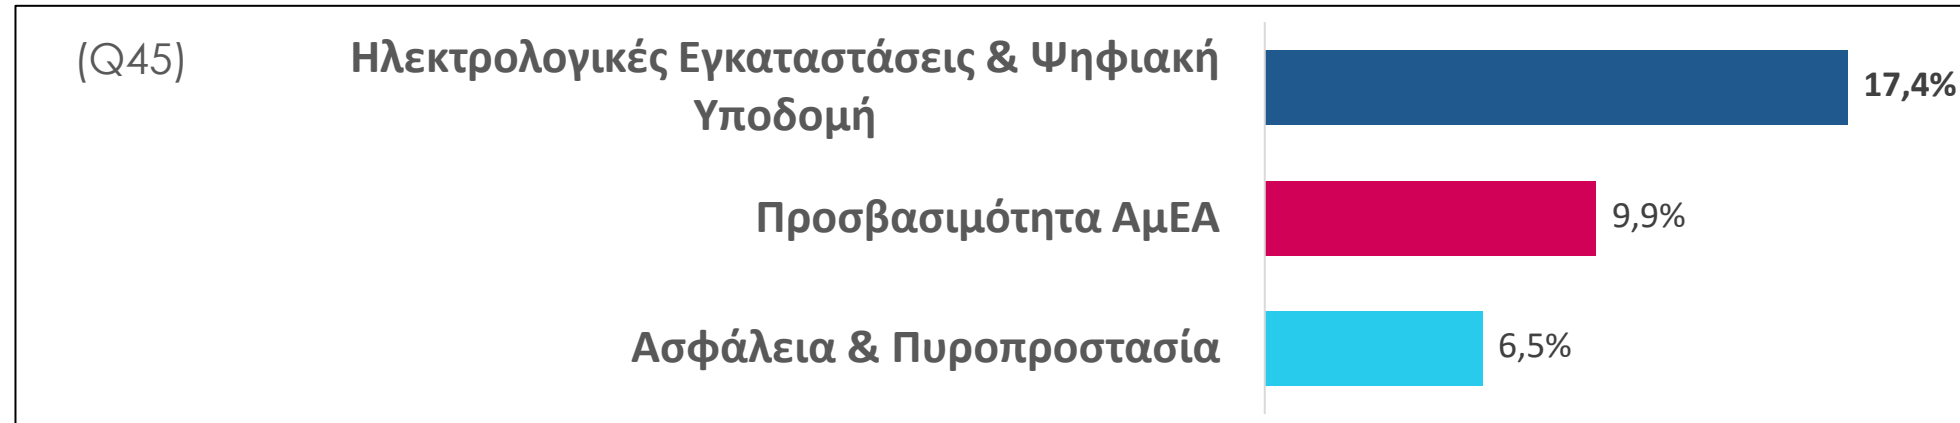 (Q45)
Ηλεκτρολογικές Εγκαταστάσεις & Ψηφιακή
Υποδομή
17,4%
Προσβασιμότητα ΑμΕΑ
9,9%
Ασφάλεια & Πυροπροστασία
6,5%